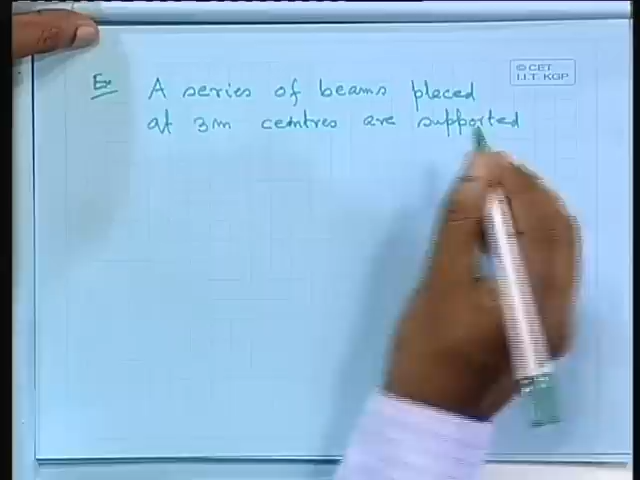 © CET
I.I.T. KGP
Ex A series of beams placed
at 3m centres are supported